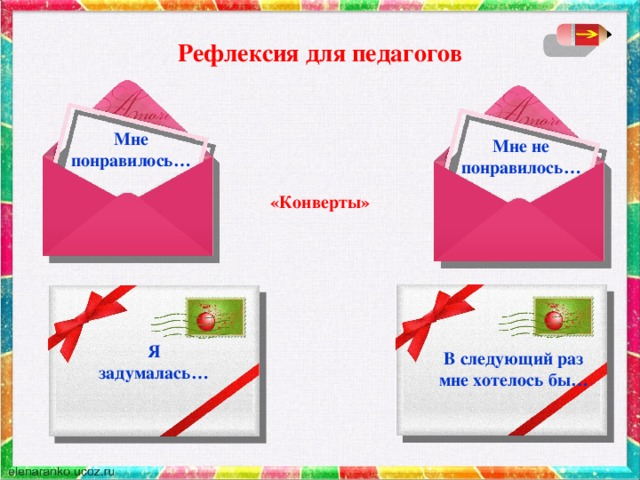 Рефлексия для педагогов
Мне
понравилось…
Мне не
понравилось…
«Конверты»
Я
задумалась…
В следующий раз
мне хотелось бы…
elenaranko.ucoz.ru